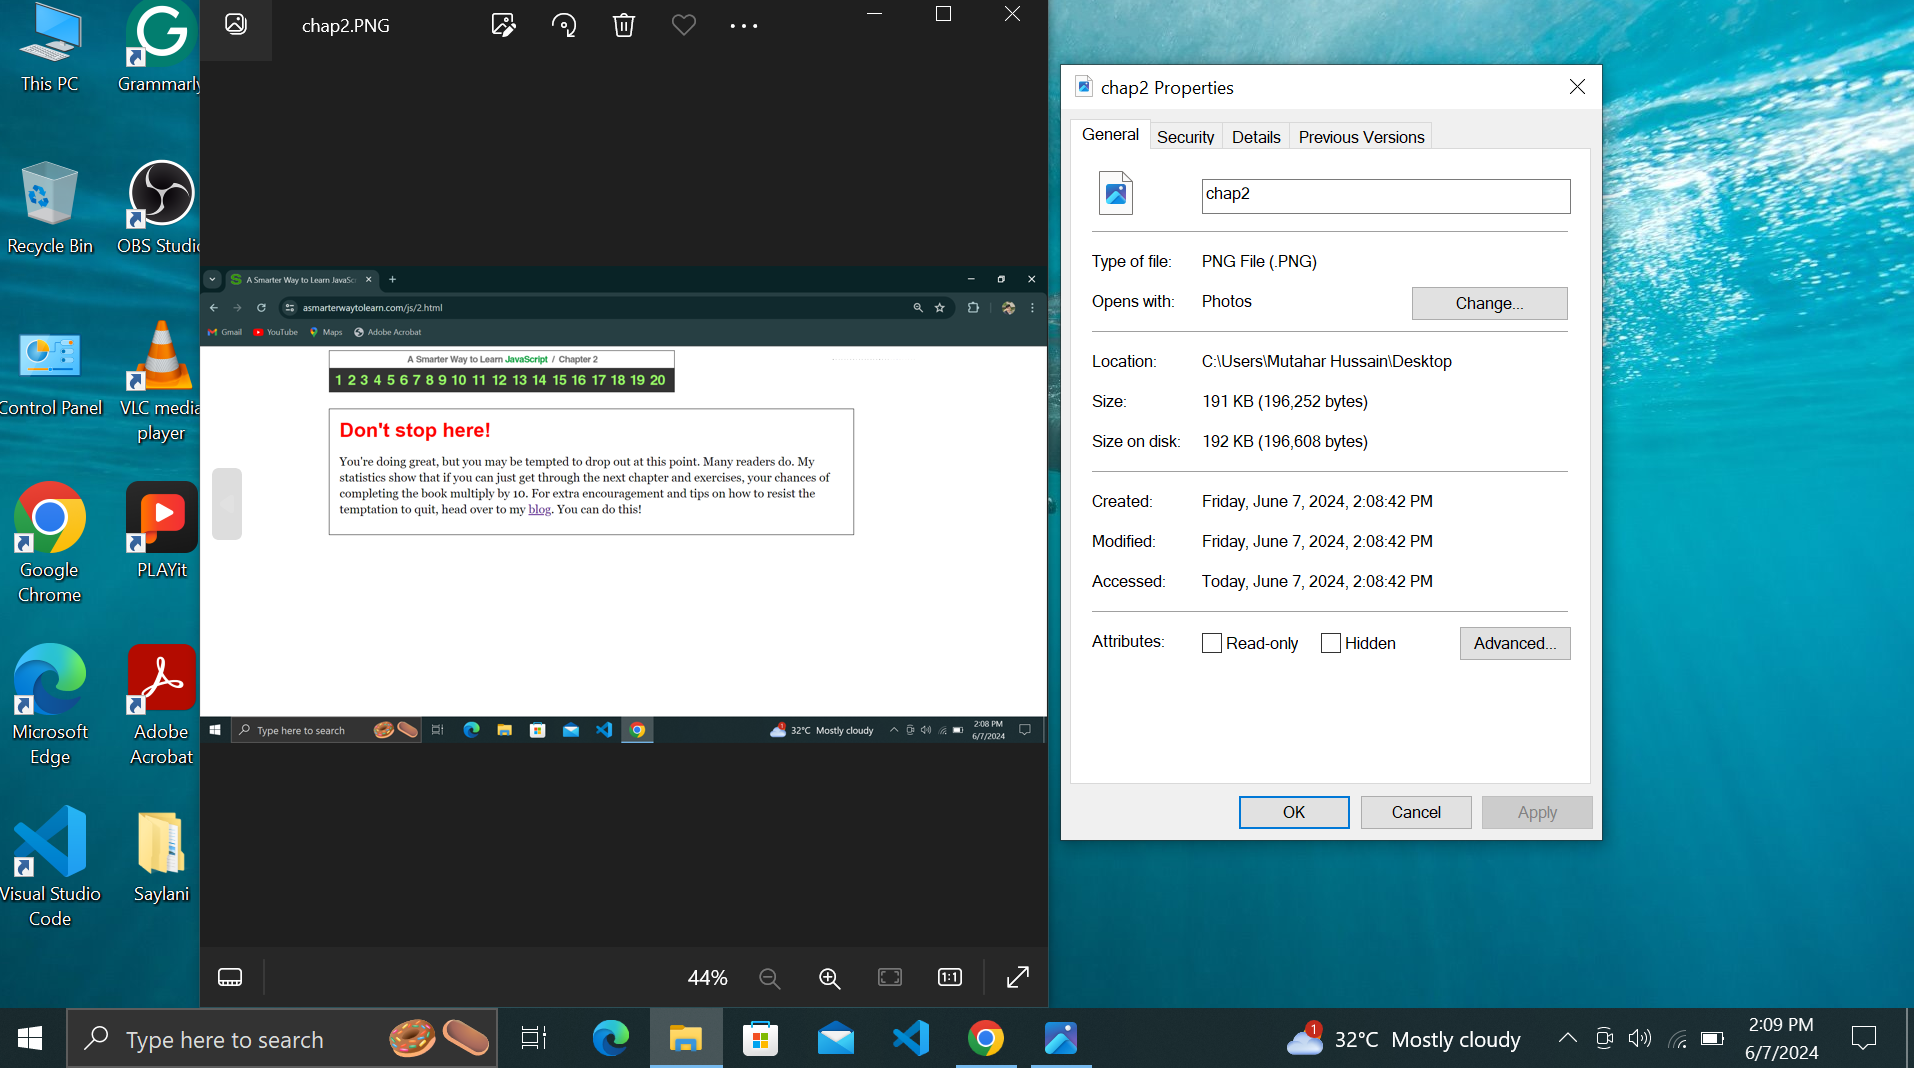 This PC
Grammarly
Recycle Bin
OBS Studio
Control Panel
VLC media
player
Google
Chrome
PLAYit
Microsoft
Edge
Adobe
Acrobat
Visual Studio
Code
Saylani
chap2.PNG
A Smarter Way to Learn JavaSc
asmarterwaytolearn.com/js/2.html
Gmail YouTube Maps Adobe Acrobat
A Smarter Way to Learn JavaScript / Chapter 2
1 2 3 4 5 6 7 8 9 10 11 12 13 14 15 16 17 18 19 20
Don't stop here!
You're doing great, but you may be tempted to drop out at this point. Many readers do. My
statistics show that if you can just get through the next chapter and exercises, your chances of
completing the book multiply by 10. For extra encouragement and tips on how to resist the
temptation to quit, head over to my blog. You can do this!
Type here to search
1
32°C Mostly cloudy
2:08 PM
6/7/2024
44%
1:1
chap2 Properties
General Security Details Previous Versions
chap2
Type of file: PNG File (.PNG)
Opens with: Photos Change...
Location: C:\Users\Mutahar Hussain\Desktop
Size: 191 KB (196,252 bytes)
Size on disk: 192 KB (196,608 bytes)
Created: Friday, June 7, 2024, 2:08:42 PM
Modified: Friday, June 7, 2024, 2:08:42 PM
Accessed: Today, June 7, 2024, 2:08:42 PM
Attributes: Read-only Hidden Advanced...
OK Cancel Apply
Type here to search
1
32°C Mostly cloudy
2:09 PM
6/7/2024